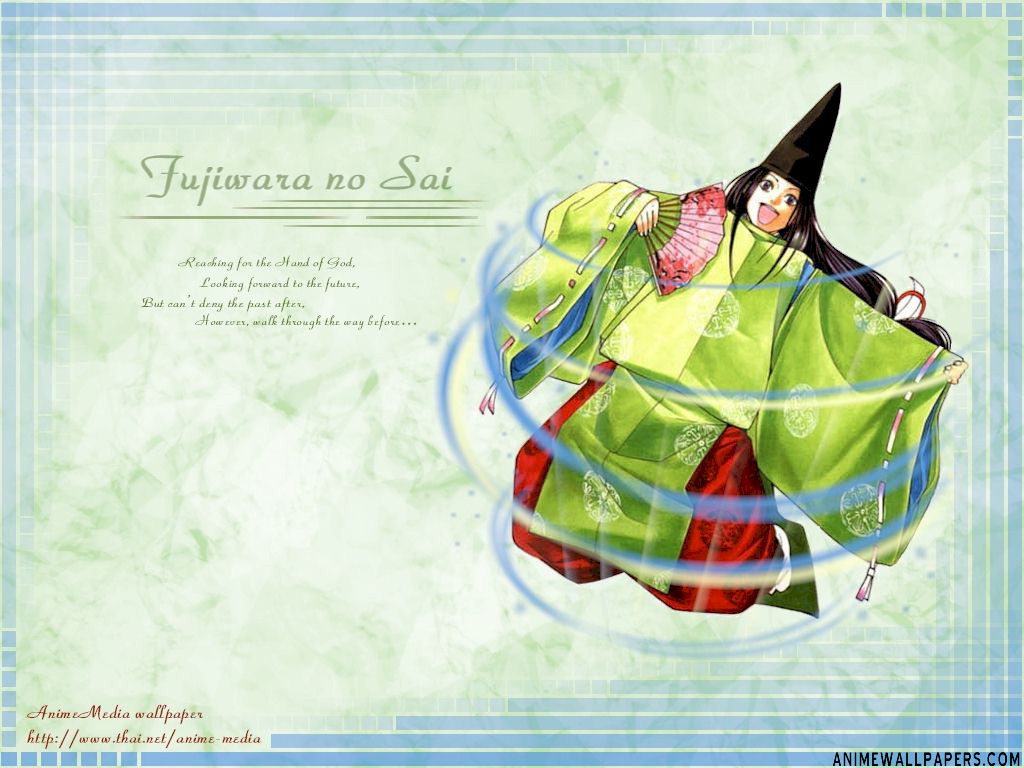 Fujiwara no Sai
Reaching for the Hand of God,
Looking forward to the future,
But can't deny the past after,
However, walk through the way before...
AnimeMedia wallpaper
http://www.thai.net/anime-media
ANIMEWALLPAPERS.COM